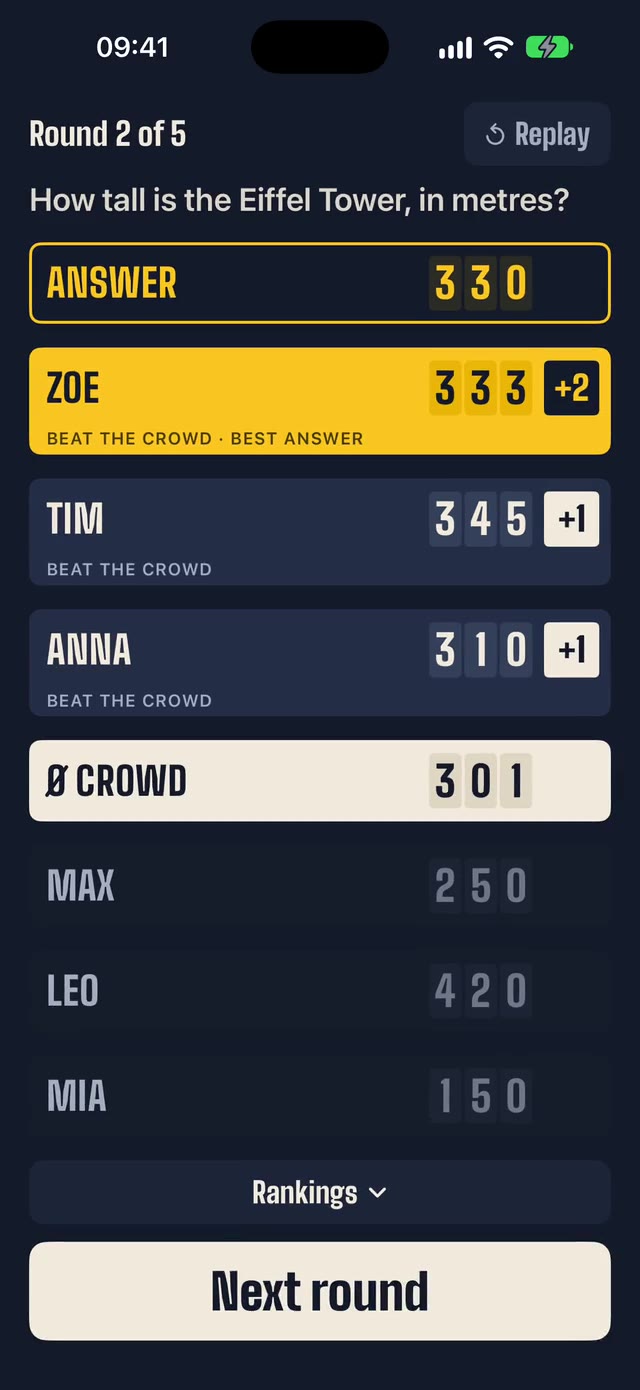 09:41
Round 2 of 5
Replay
How tall is the Eiffel Tower, in metres?
ANSWER 330
ZOE 333 +2
BEAT THE CROWD · BEST ANSWER
TIM 345 +1
BEAT THE CROWD
ANNA 310 +1
BEAT THE CROWD
Ø CROWD 301
MAX 250
LEO 420
MIA 150
Rankings
Next round